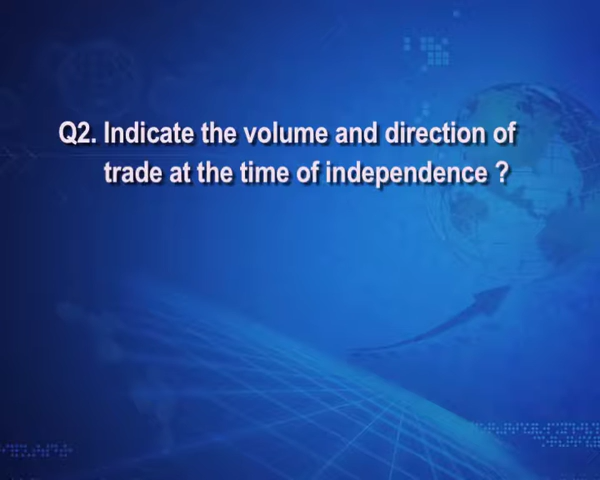 Q2. Indicate the volume and direction of
trade at the time of independence ?